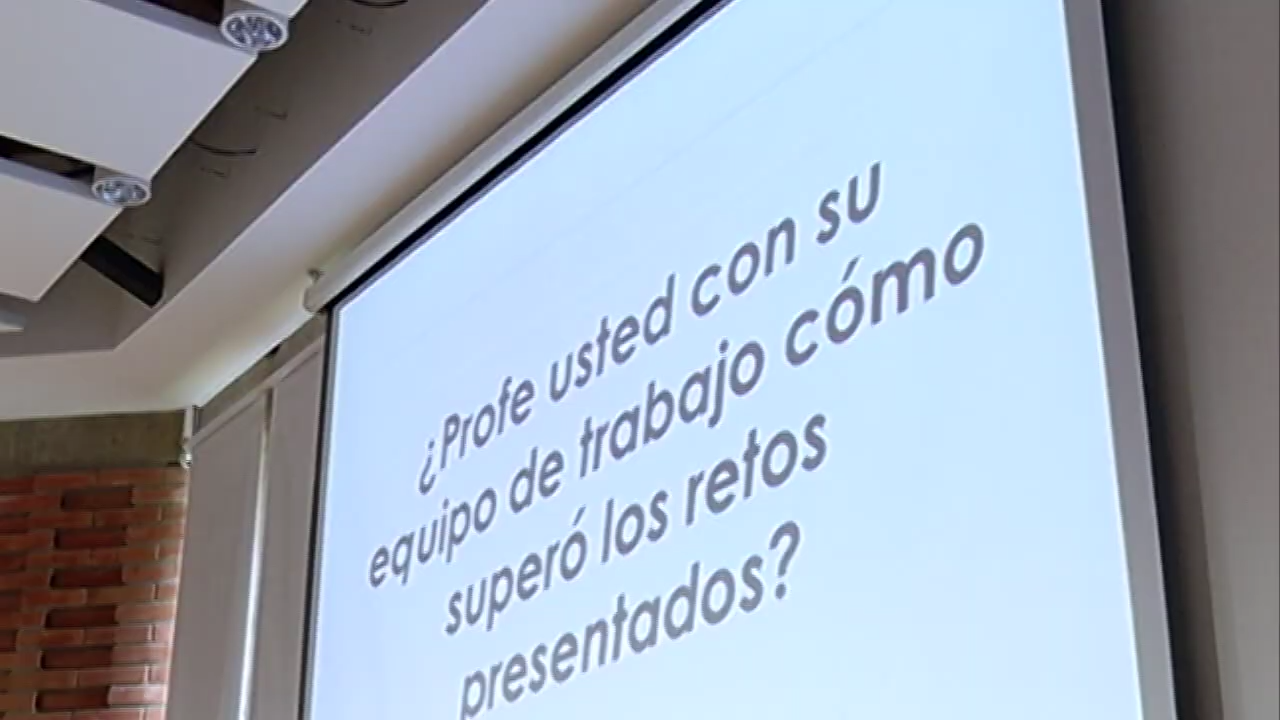 ¿Profe usted con su
equipo de trabajo cómo
superó los retos
presentados?